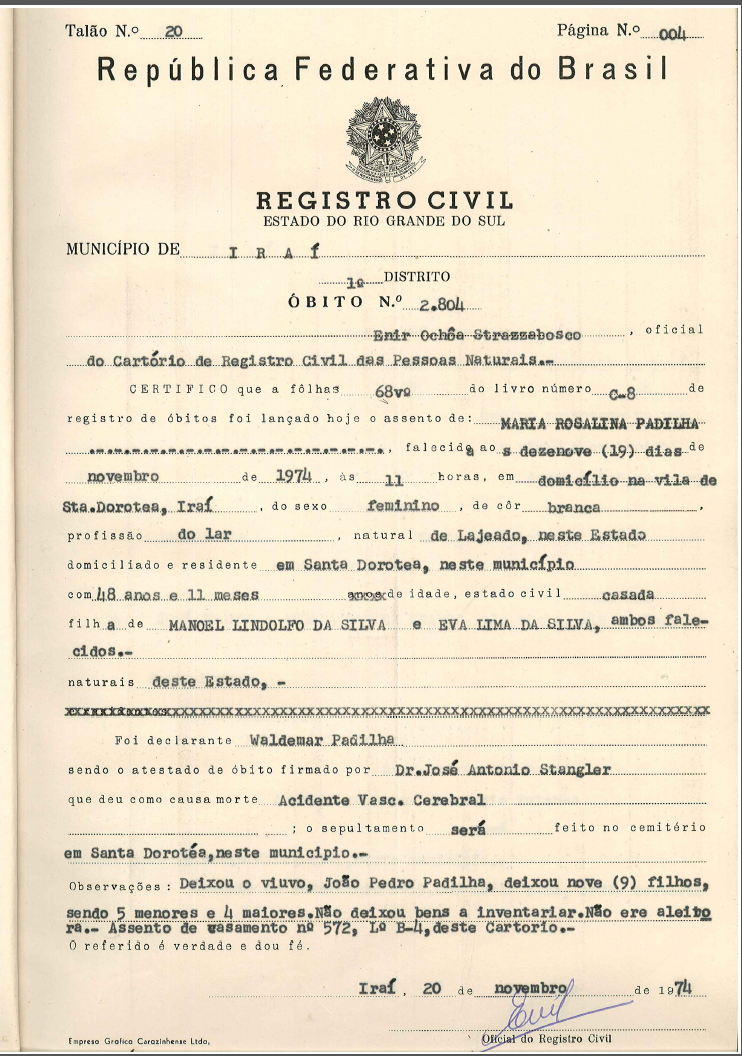 Talão N.º 20 Página N.º 004
República Federativa do Brasil
REGISTRO CIVIL
ESTADO DO RIO GRANDE DO SUL
MUNICÍPIO DE I R A Í
1º DISTRITO
ÓBITO N.º 2.804
Enir Ochôa Strazzabosco, oficial
do Cartório de Registro Civil das Pessoas Naturais.-
CERTIFICO que a fôlhas 68vº do livro número C-8 de
registro de óbitos foi lançado hoje o assento de: MARIA ROSALINA PADILHA
.-.-.-.-.-.-.-.-.-.-.-.-.-.-.-.-.-., falecida ao s dezenove (19) dias de
novembro de 1974, às 11 horas, em domicílio na vila de
Sta.Dorotea, Iraí, do sexo feminino, de côr branca,
profissão do lar, natural de Lajeado, neste Estado
domiciliado e residente em Santa Dorotea, neste município
com 48 anos e 11 meses anos de idade, estado civil casada
filha de MANOEL LINDOLFO DA SILVA e EVA LIMA DA SILVA, ambos fale-
cidos.-
naturais deste Estado, -
xxxxxxxxxxxxxxxxxxxxxxxxxxxxxxxxxxxxxxxxxxxxxxxxxxxxxxxxxxxxxxxx
Foi declarante Waldemar Padilha
sendo o atestado de óbito firmado por Dr.José Antonio Stangler
que deu como causa morte Acidente Vasc. Cerebral
; o sepultamento será feito no cemitério
em Santa Dorotéa,neste municipio.-
Observações: Deixou o viuvo, João Pedro Padilha, deixou nove (9) filhos,
sendo 5 menores e 4 maiores.Não deixou bens a inventariar.Não ere aleito
ra.- Assento de casamento nº 572, Lº B-4,deste Cartorio.-
O referido é verdade e dou fé.
Iraí, 20 de novembro de 1974
Oficial do Registro Civil
Empresa Grafica Carazinhense Ltda,